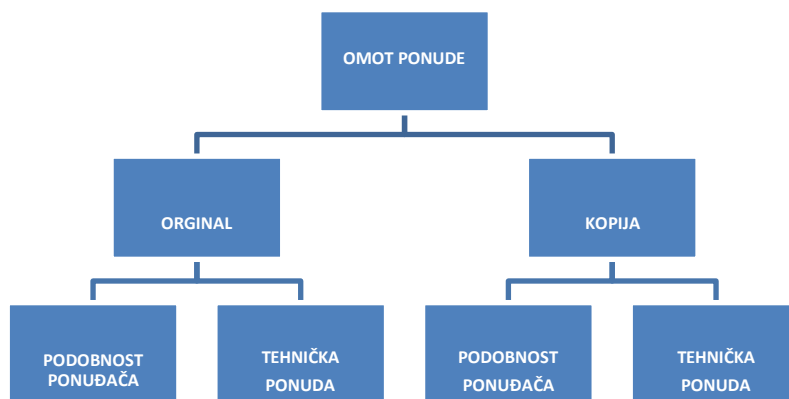 OMOT PONUDE
ORGINAL
KOPIJA
PODOBNOST
PONUĐAČA
TEHNIČKA
PONUDA
PODOBNOST
PONUĐAČA
TEHNIČKA
PONUDA